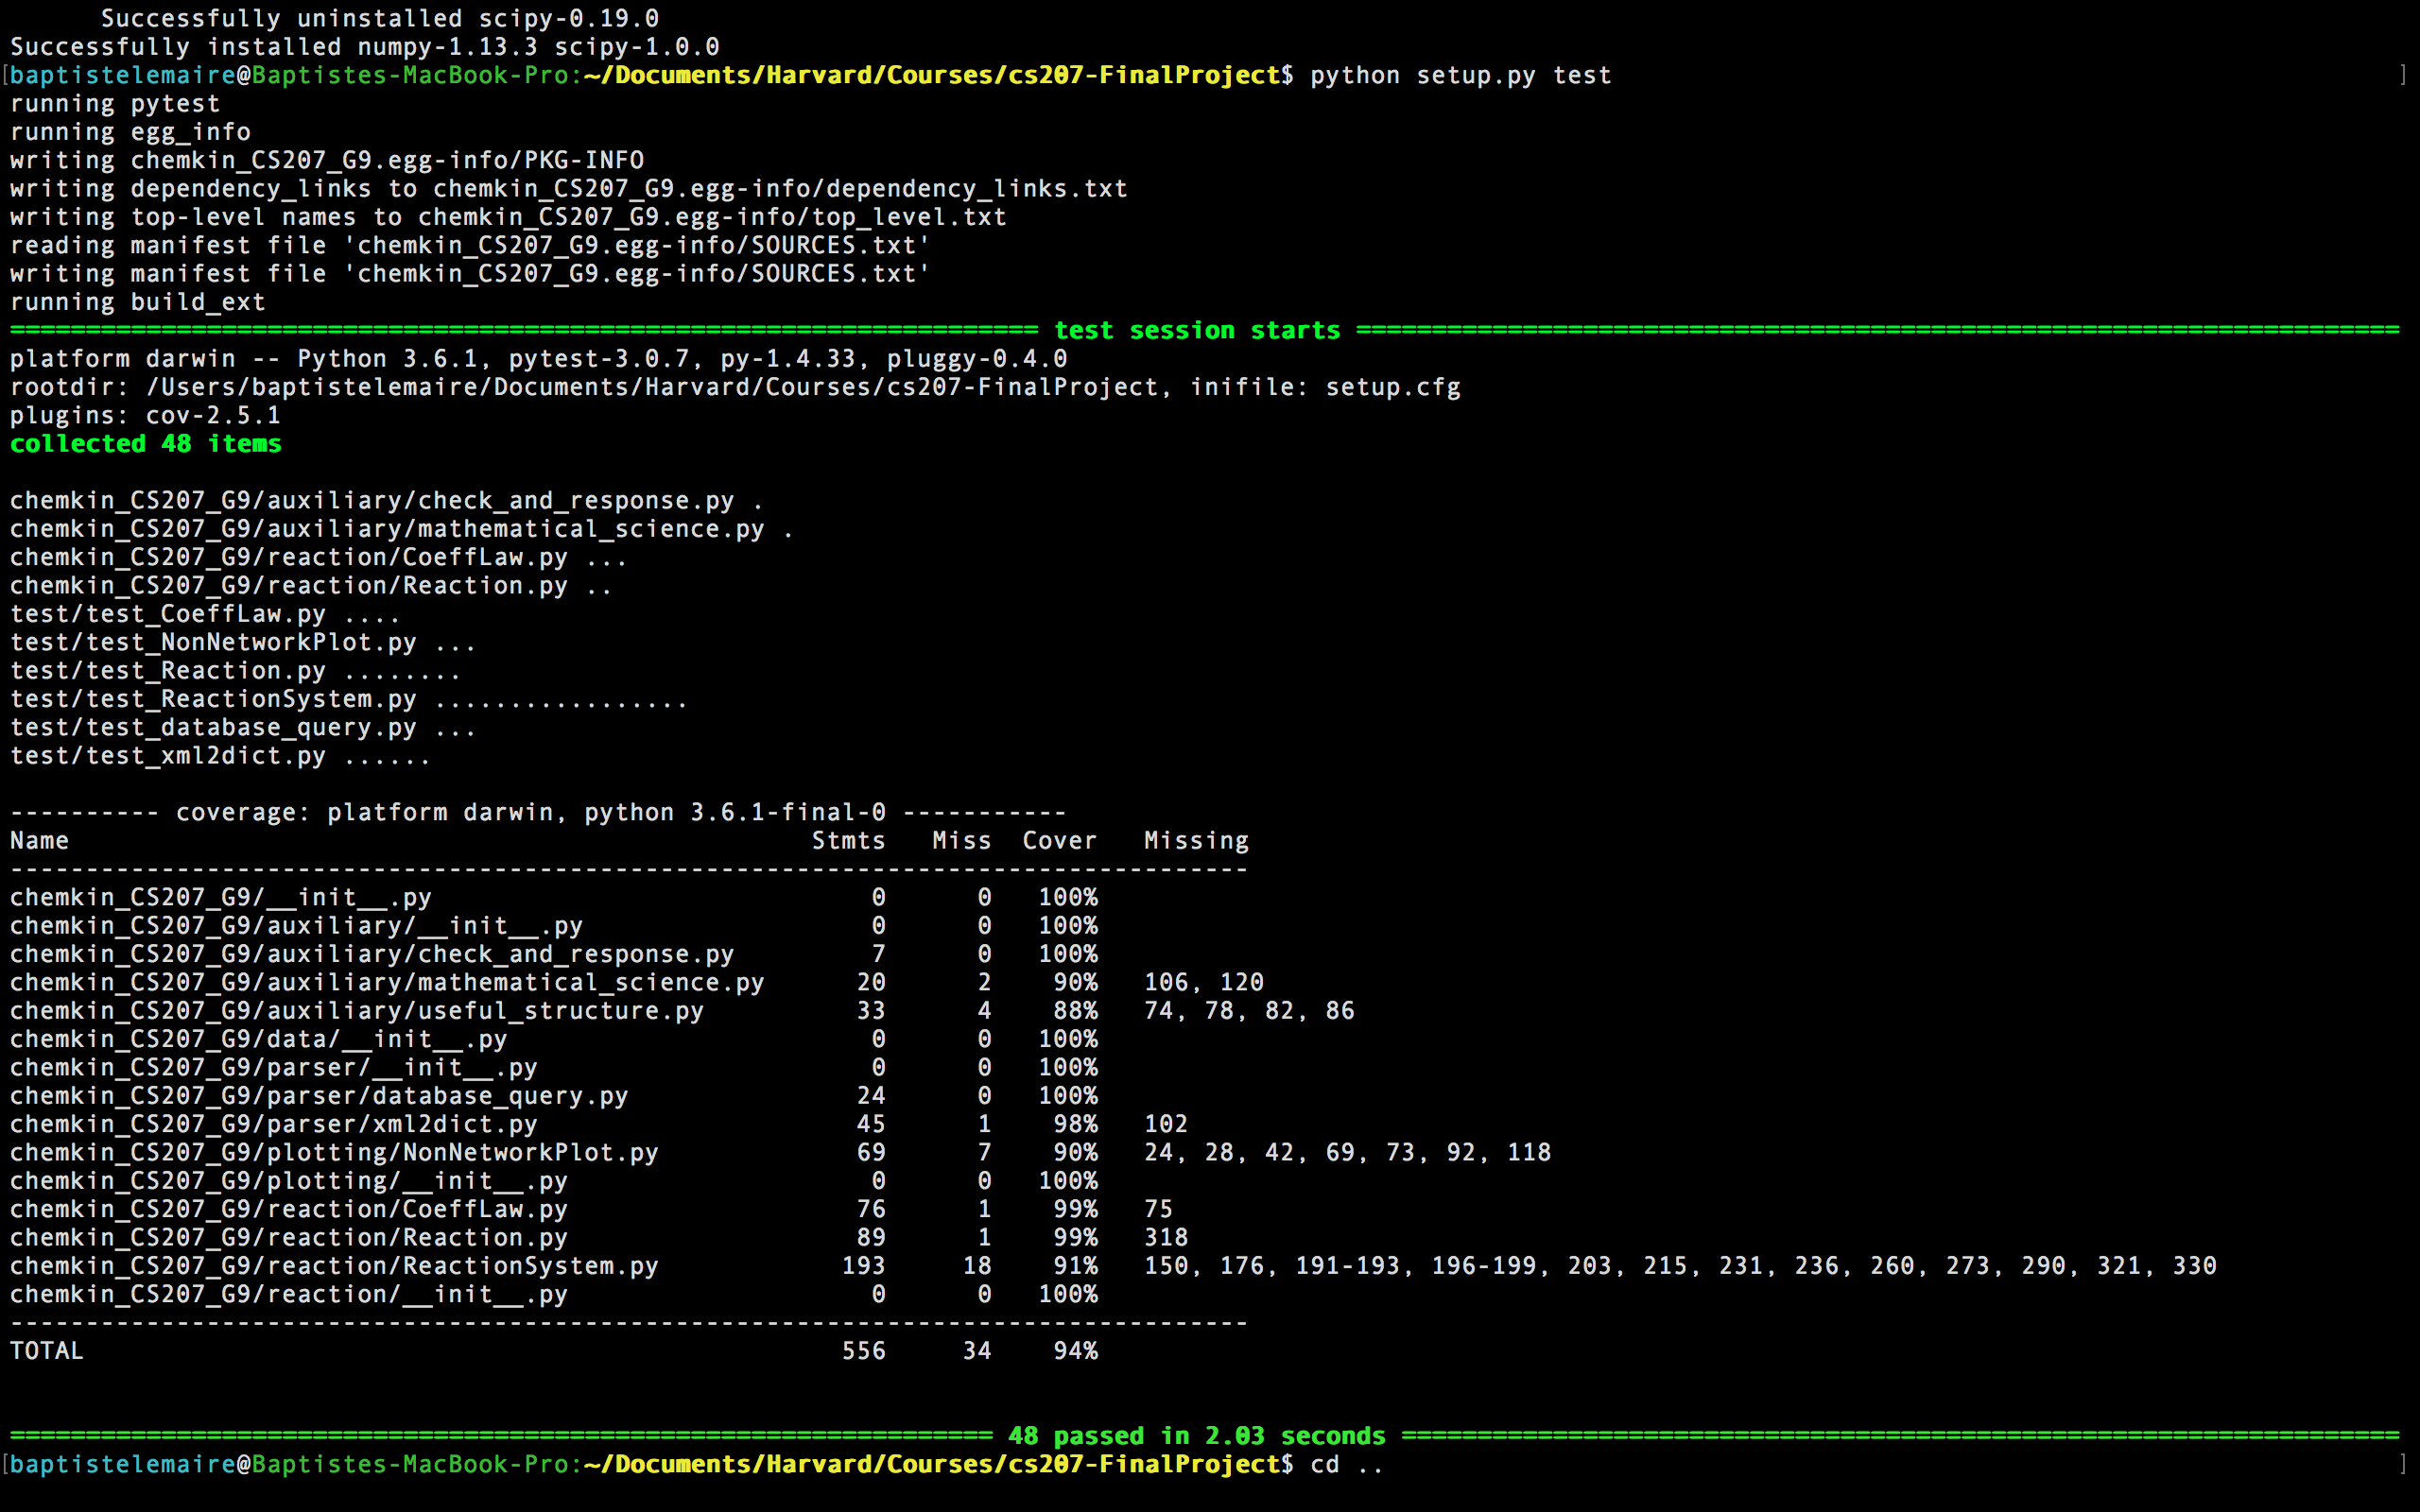 Successfully uninstalled scipy-0.19.0
Successfully installed numpy-1.13.3 scipy-1.0.0
[baptistelemaire@Baptistes-MacBook-Pro:~/Documents/Harvard/Courses/cs207-FinalProject$ python setup.py test ]
running pytest
running egg_info
writing chemkin_CS207_G9.egg-info/PKG-INFO
writing dependency_links to chemkin_CS207_G9.egg-info/dependency_links.txt
writing top-level names to chemkin_CS207_G9.egg-info/top_level.txt
reading manifest file 'chemkin_CS207_G9.egg-info/SOURCES.txt'
writing manifest file 'chemkin_CS207_G9.egg-info/SOURCES.txt'
running build_ext
==================================================================== test session starts =====================================================================
platform darwin -- Python 3.6.1, pytest-3.0.7, py-1.4.33, pluggy-0.4.0
rootdir: /Users/baptistelemaire/Documents/Harvard/Courses/cs207-FinalProject, inifile: setup.cfg
plugins: cov-2.5.1
collected 48 items

chemkin_CS207_G9/auxiliary/check_and_response.py .
chemkin_CS207_G9/auxiliary/mathematical_science.py .
chemkin_CS207_G9/reaction/CoeffLaw.py ...
chemkin_CS207_G9/reaction/Reaction.py ..
test/test_CoeffLaw.py ....
test/test_NonNetworkPlot.py ...
test/test_Reaction.py ........
test/test_ReactionSystem.py .................
test/test_database_query.py ...
test/test_xml2dict.py ......

---------- coverage: platform darwin, python 3.6.1-final-0 -----------
Name                                                 Stmts   Miss  Cover   Missing
----------------------------------------------------------------------------------
chemkin_CS207_G9/__init__.py                             0      0   100%
chemkin_CS207_G9/auxiliary/__init__.py                   0      0   100%
chemkin_CS207_G9/auxiliary/check_and_response.py         7      0   100%
chemkin_CS207_G9/auxiliary/mathematical_science.py      20      2    90%   106, 120
chemkin_CS207_G9/auxiliary/useful_structure.py          33      4    88%   74, 78, 82, 86
chemkin_CS207_G9/data/__init__.py                        0      0   100%
chemkin_CS207_G9/parser/__init__.py                      0      0   100%
chemkin_CS207_G9/parser/database_query.py               24      0   100%
chemkin_CS207_G9/parser/xml2dict.py                     45      1    98%   102
chemkin_CS207_G9/plotting/NonNetworkPlot.py             69      7    90%   24, 28, 42, 69, 73, 92, 118
chemkin_CS207_G9/plotting/__init__.py                    0      0   100%
chemkin_CS207_G9/reaction/CoeffLaw.py                   76      1    99%   75
chemkin_CS207_G9/reaction/Reaction.py                   89      1    99%   318
chemkin_CS207_G9/reaction/ReactionSystem.py            193     18    91%   150, 176, 191-193, 196-199, 203, 215, 231, 236, 260, 273, 290, 321, 330
chemkin_CS207_G9/reaction/__init__.py                    0      0   100%
----------------------------------------------------------------------------------
TOTAL                                                  556     34    94%

================================================================= 48 passed in 2.03 seconds ==================================================================
[baptistelemaire@Baptistes-MacBook-Pro:~/Documents/Harvard/Courses/cs207-FinalProject$ cd .. ]